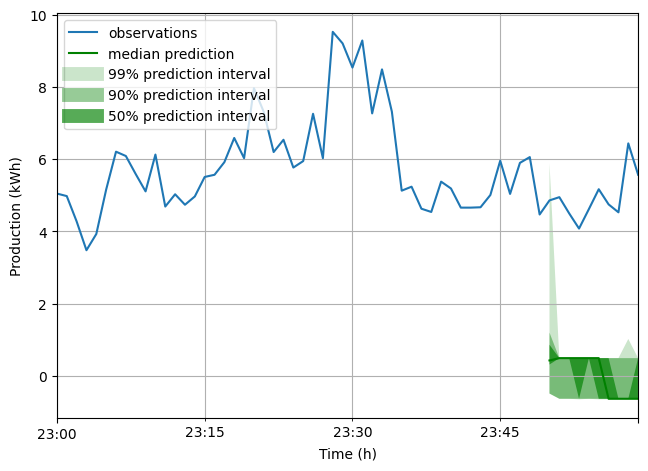 observations
median prediction
99% prediction interval
90% prediction interval
50% prediction interval
10
8
6
4
2
0
Production (kWh)
23:00
23:15
23:30
23:45
Time (h)